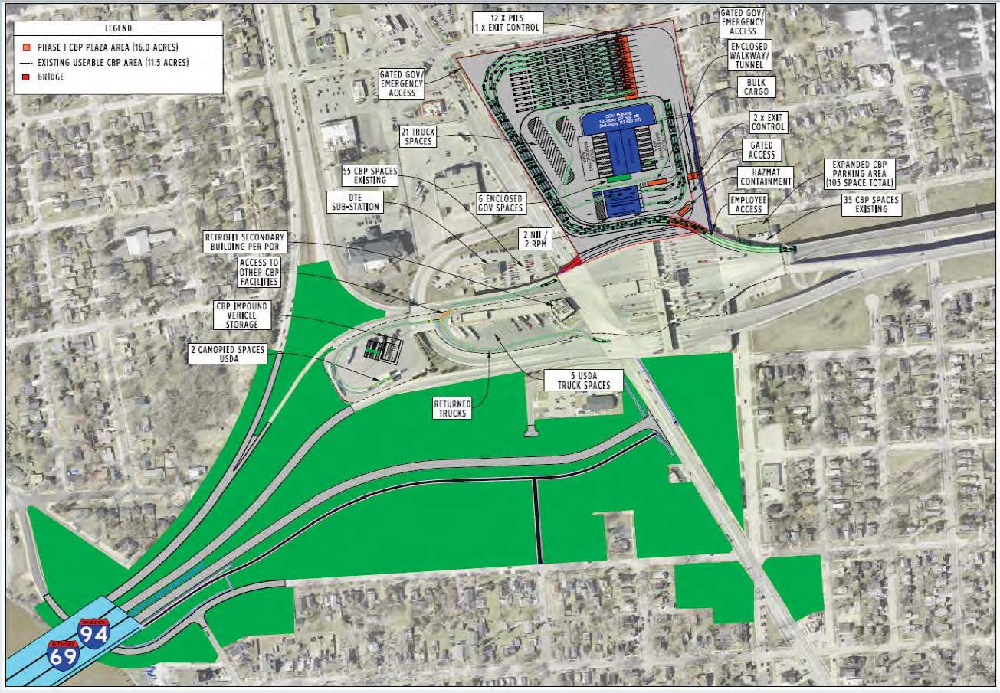 LEGEND
PHASE I CBP PLAZA AREA (16.0 ACRES)
EXISTING USEABLE CBP AREA (11.5 ACRES)
BRIDGE
12 X PILS
1 x EXIT CONTROL
GATED GOV/
EMERGENCY
ACCESS
GATED GOV/
EMERGENCY
ACCESS
ENCLOSED
WALKWAY/
TUNNEL
BULK
CARGO
2 x EXIT
CONTROL
GATED
ACCESS
HAZMAT
CONTAINMENT
EMPLOYEE
ACCESS
EXPANDED CBP
PARKING AREA
(105 SPACE TOTAL)
35 CBP SPACES
EXISTING
GOV Building
21 TRUCK
SPACES
55 CBP SPACES
EXISTING
DTE
SUB-STATION
6 ENCLOSED
GOV SPACES
2 NII /
2 RPM
RETROFIT SECONDARY
BUILDING PER POR
ACCESS TO
OTHER CBP
FACILITIES
CBP IMPOUND
VEHICLE
STORAGE
2 CANOPIED SPACES
USDA
5 USDA
TRUCK SPACES
RETURNED
TRUCKS
INTERSTATE
94
INTERSTATE
69